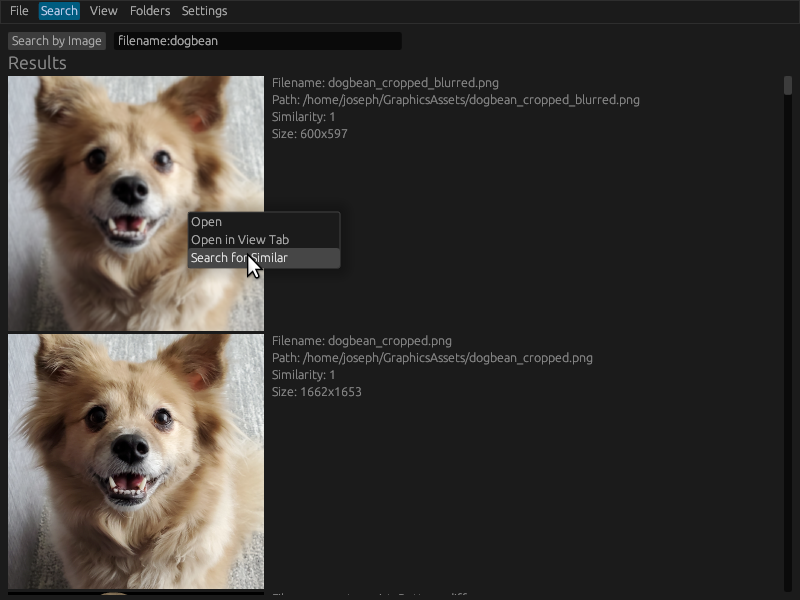 File Search View Folders Settings
Search by Image filename:dogbean
Results
Filename: dogbean_cropped_blurred.png
Path: /home/joseph/GraphicsAssets/dogbean_cropped_blurred.png
Similarity: 1
Size: 600x597
Open
Open in View Tab
Search for Similar
Filename: dogbean_cropped.png
Path: /home/joseph/GraphicsAssets/dogbean_cropped.png
Similarity: 1
Size: 1662x1653